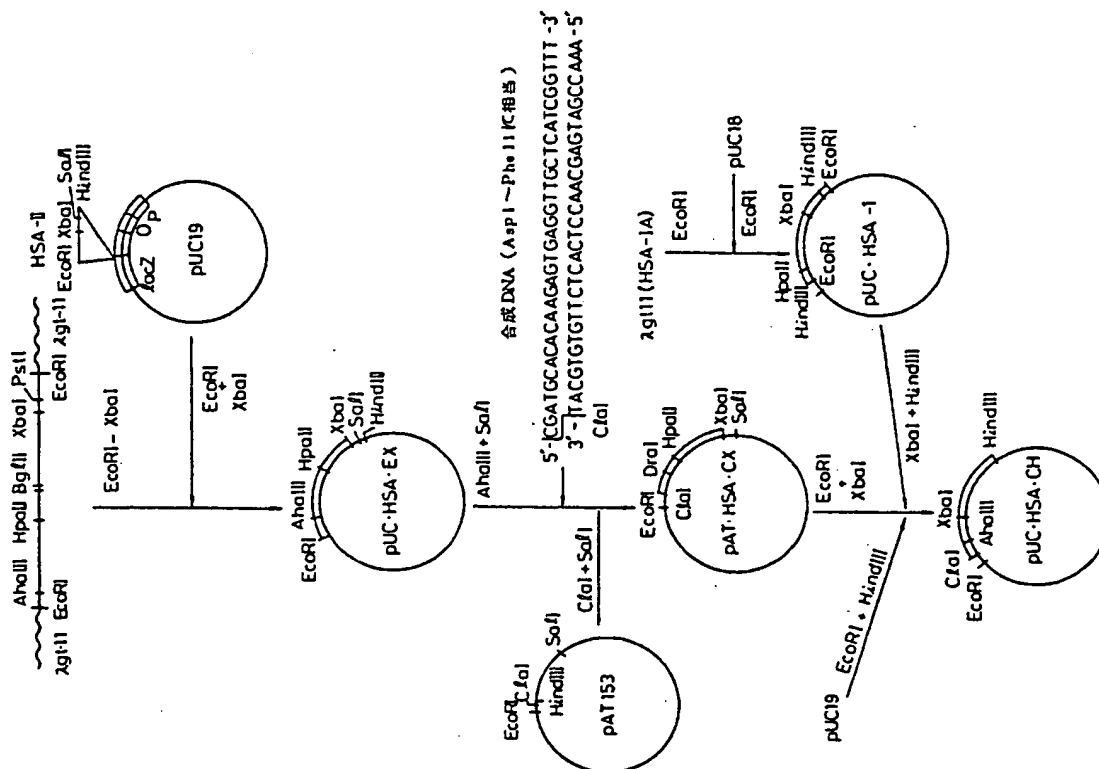 AhaIII HpaII BglII XbaI PstI
λgt-11 EcoRI
EcoRI λgt-11
HSA-II
EcoRI XbaI SalI
HindIII
lacZ O P
pUC19
EcoRI - XbaI
EcoRI
+
XbaI
EcoRI AhaIII HpaII XbaI SalI HindIII
pUC・HSA・EX
AhaIII + SalI
合成DNA (Asp1~Phe11に相当)
5'-CGATGCACACAAGAGTGAGGTTGCTCATCGGTTT-3'
3'-TACGTGTGTTCTCACTCCAACGAGTAGCCAAA-5'
ClaI
EcoRI ClaI
HindIII SalI
pAT153
ClaI + SalI
EcoRI DraI HpaII
ClaI XbaI
SalI
pAT・HSA・CX
EcoRI
+
XbaI
λgt11 (HSA-1A)
EcoRI
pUC18
EcoRI
HpaII XbaI HindIII
HindIII EcoRI EcoRI
pUC・HSA-1
XbaI + HindIII
pUC19
EcoRI + HindIII
ClaI XbaI
EcoRI AhaIII HindIII
pUC・HSA・CH